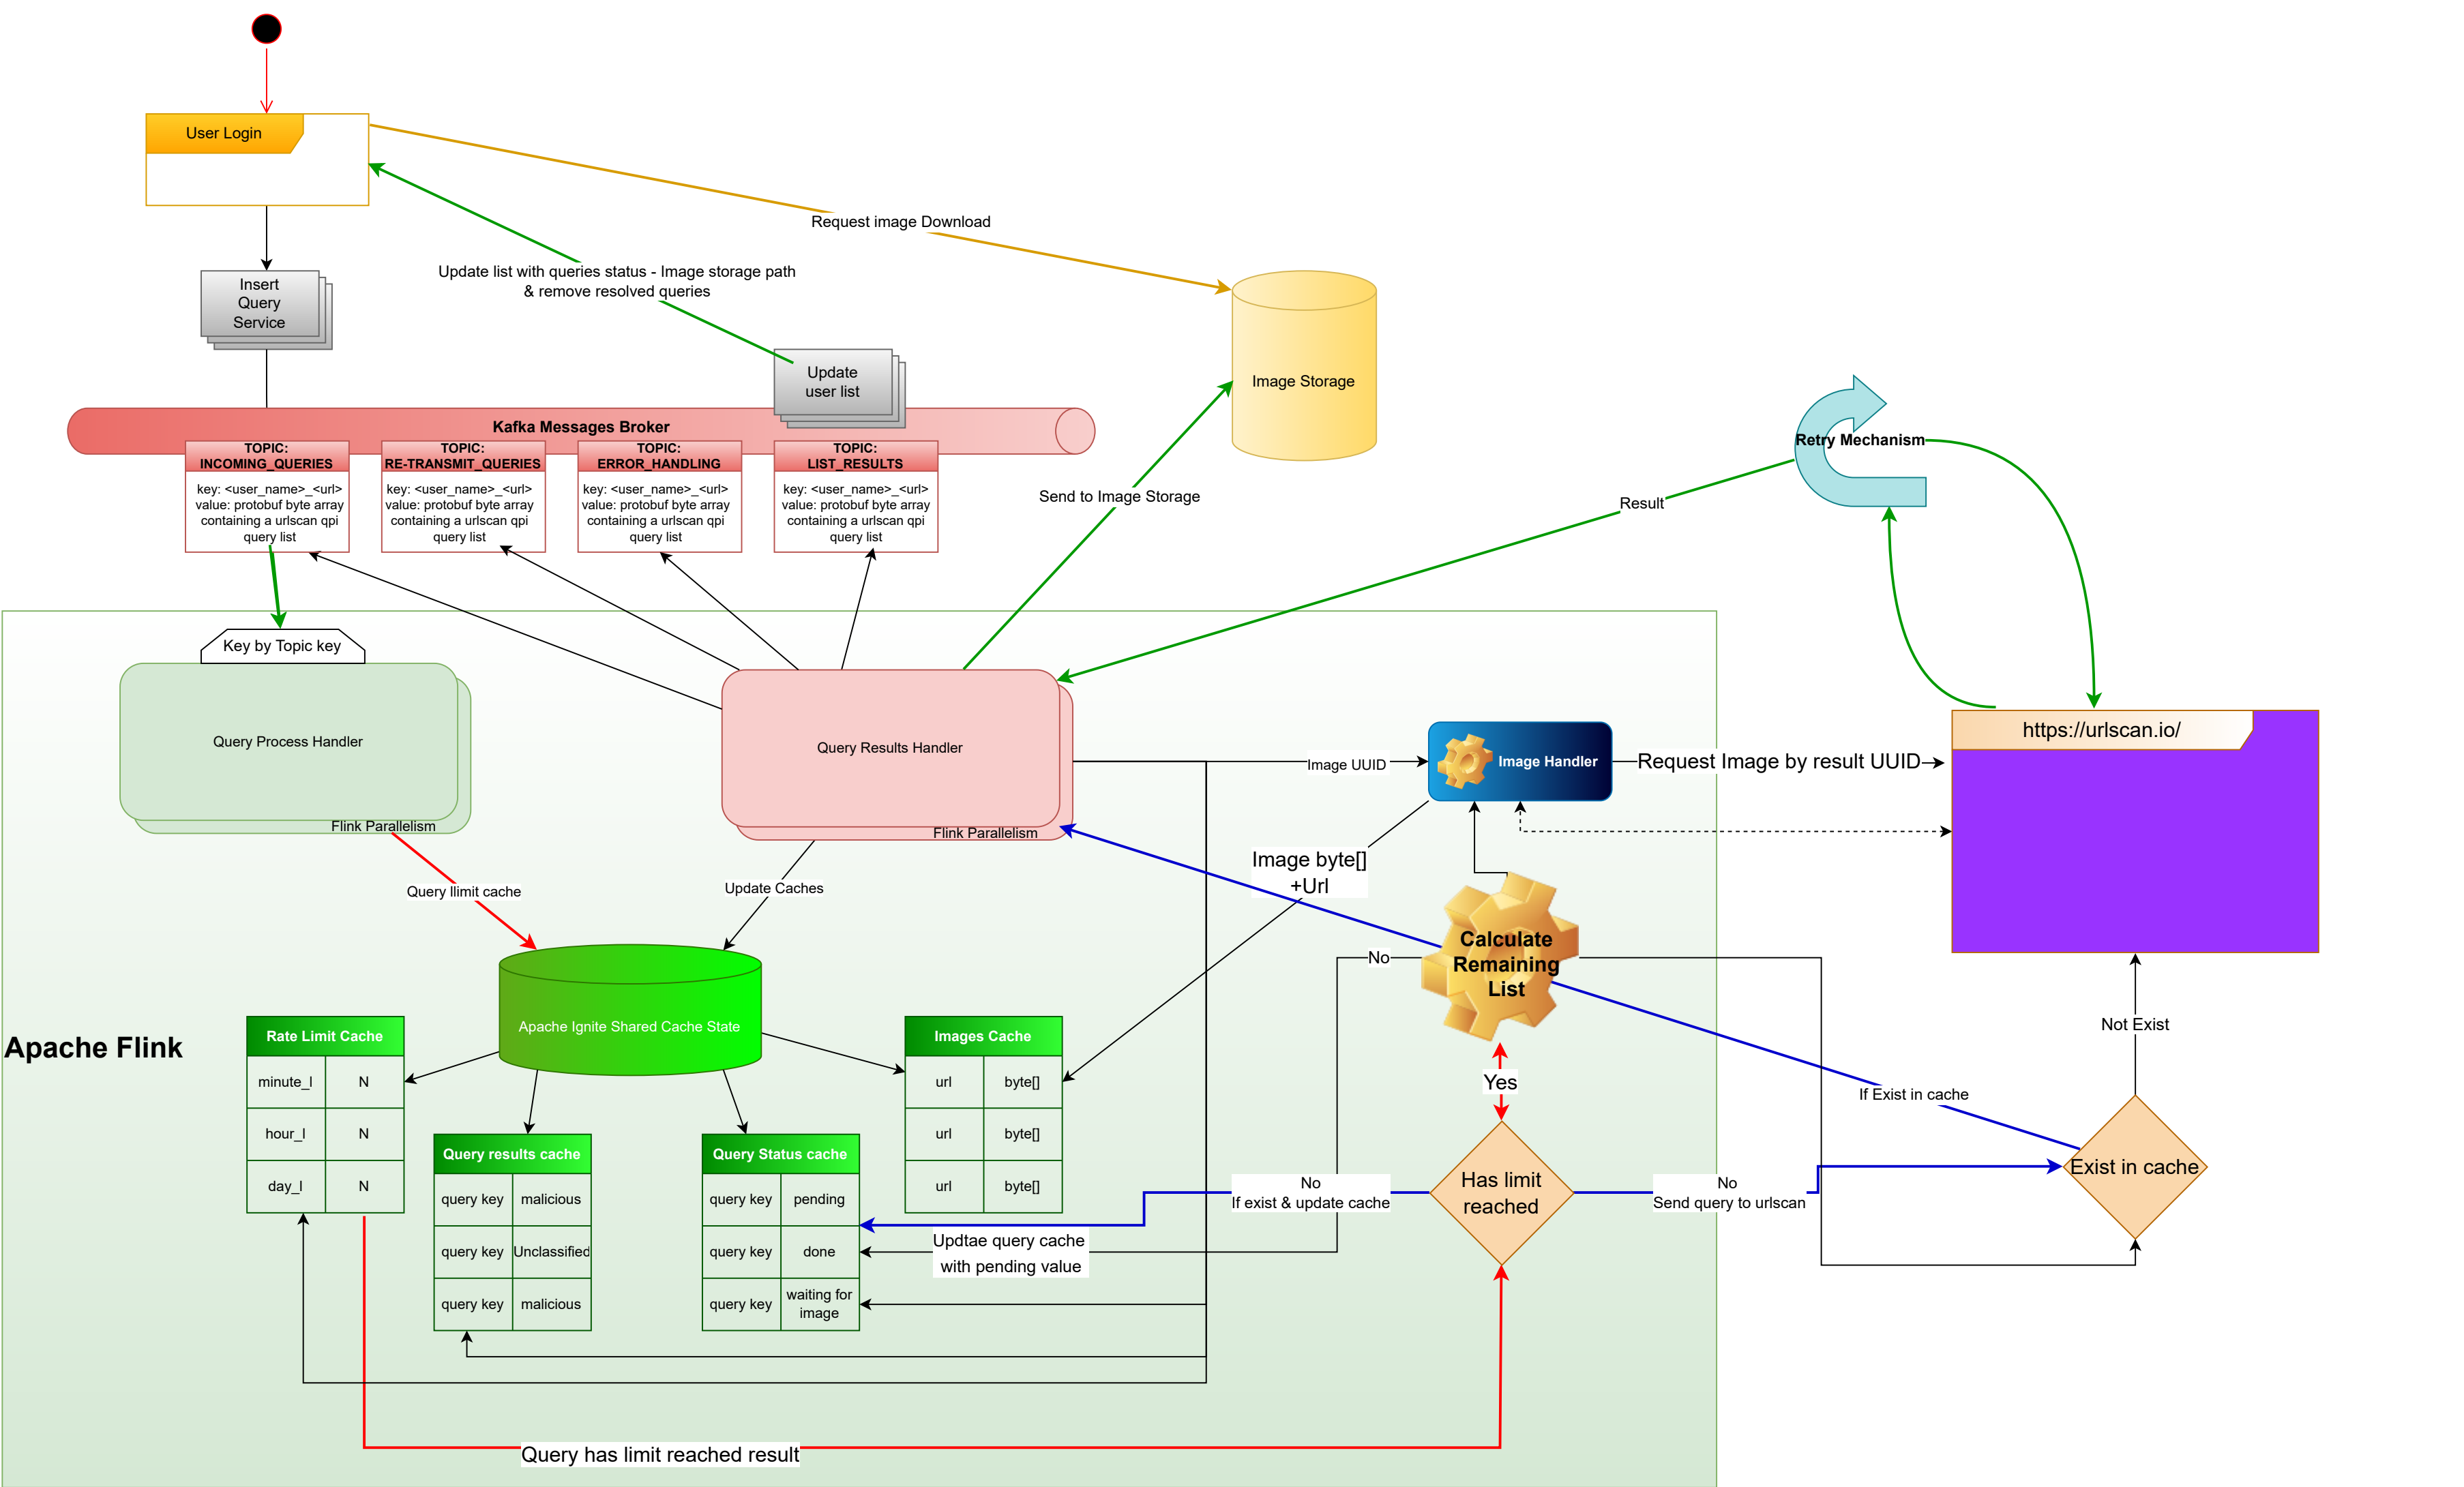 User Login
Request image Download
Update list with queries status - Image storage path
& remove resolved queries
Insert
Query
Service
Update
user list
Image Storage
Kafka Messages Broker
TOPIC:
INCOMING_QUERIES
key: <user_name>_<url>
value: protobuf byte array
containing a urlscan qpi
query list
TOPIC:
RE-TRANSMIT_QUERIES
key: <user_name>_<url>
value: protobuf byte array
containing a urlscan qpi
query list
TOPIC:
ERROR_HANDLING
key: <user_name>_<url>
value: protobuf byte array
containing a urlscan qpi
query list
TOPIC:
LIST_RESULTS
key: <user_name>_<url>
value: protobuf byte array
containing a urlscan qpi
query list
Retry Mechanism
Send to Image Storage
Result
Key by Topic key
Query Process Handler
Flink Parallelism
Query Results Handler
Flink Parallelism
Image UUID
Image Handler
Request Image by result UUID
https://urlscan.io/
Query llimit cache
Update Caches
Image byte[]
+Url
Calculate
Remaining
List
No
Apache Ignite Shared Cache State
Apache Flink
Rate Limit Cache
minute_l
N
hour_l
N
day_l
N
Images Cache
url
byte[]
url
byte[]
url
byte[]
Not Exist
Yes
If Exist in cache
Query results cache
query key
malicious
query key
Unclassified
query key
malicious
Query Status cache
query key
pending
query key
done
query key
waiting for
image
No
If exist & update cache
Has limit
reached
No
Send query to urlscan
Exist in cache
Updtae query cache
with pending value
Query has limit reached result